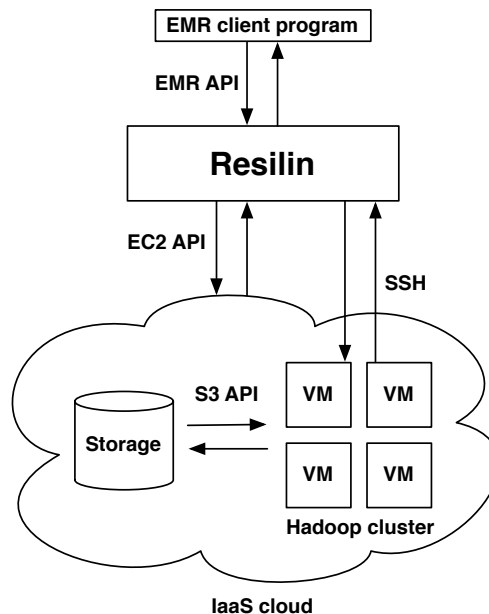 EMR client program
EMR API
Resilin
EC2 API
SSH
S3 API
Storage
VM
VM
VM
VM
Hadoop cluster
IaaS cloud